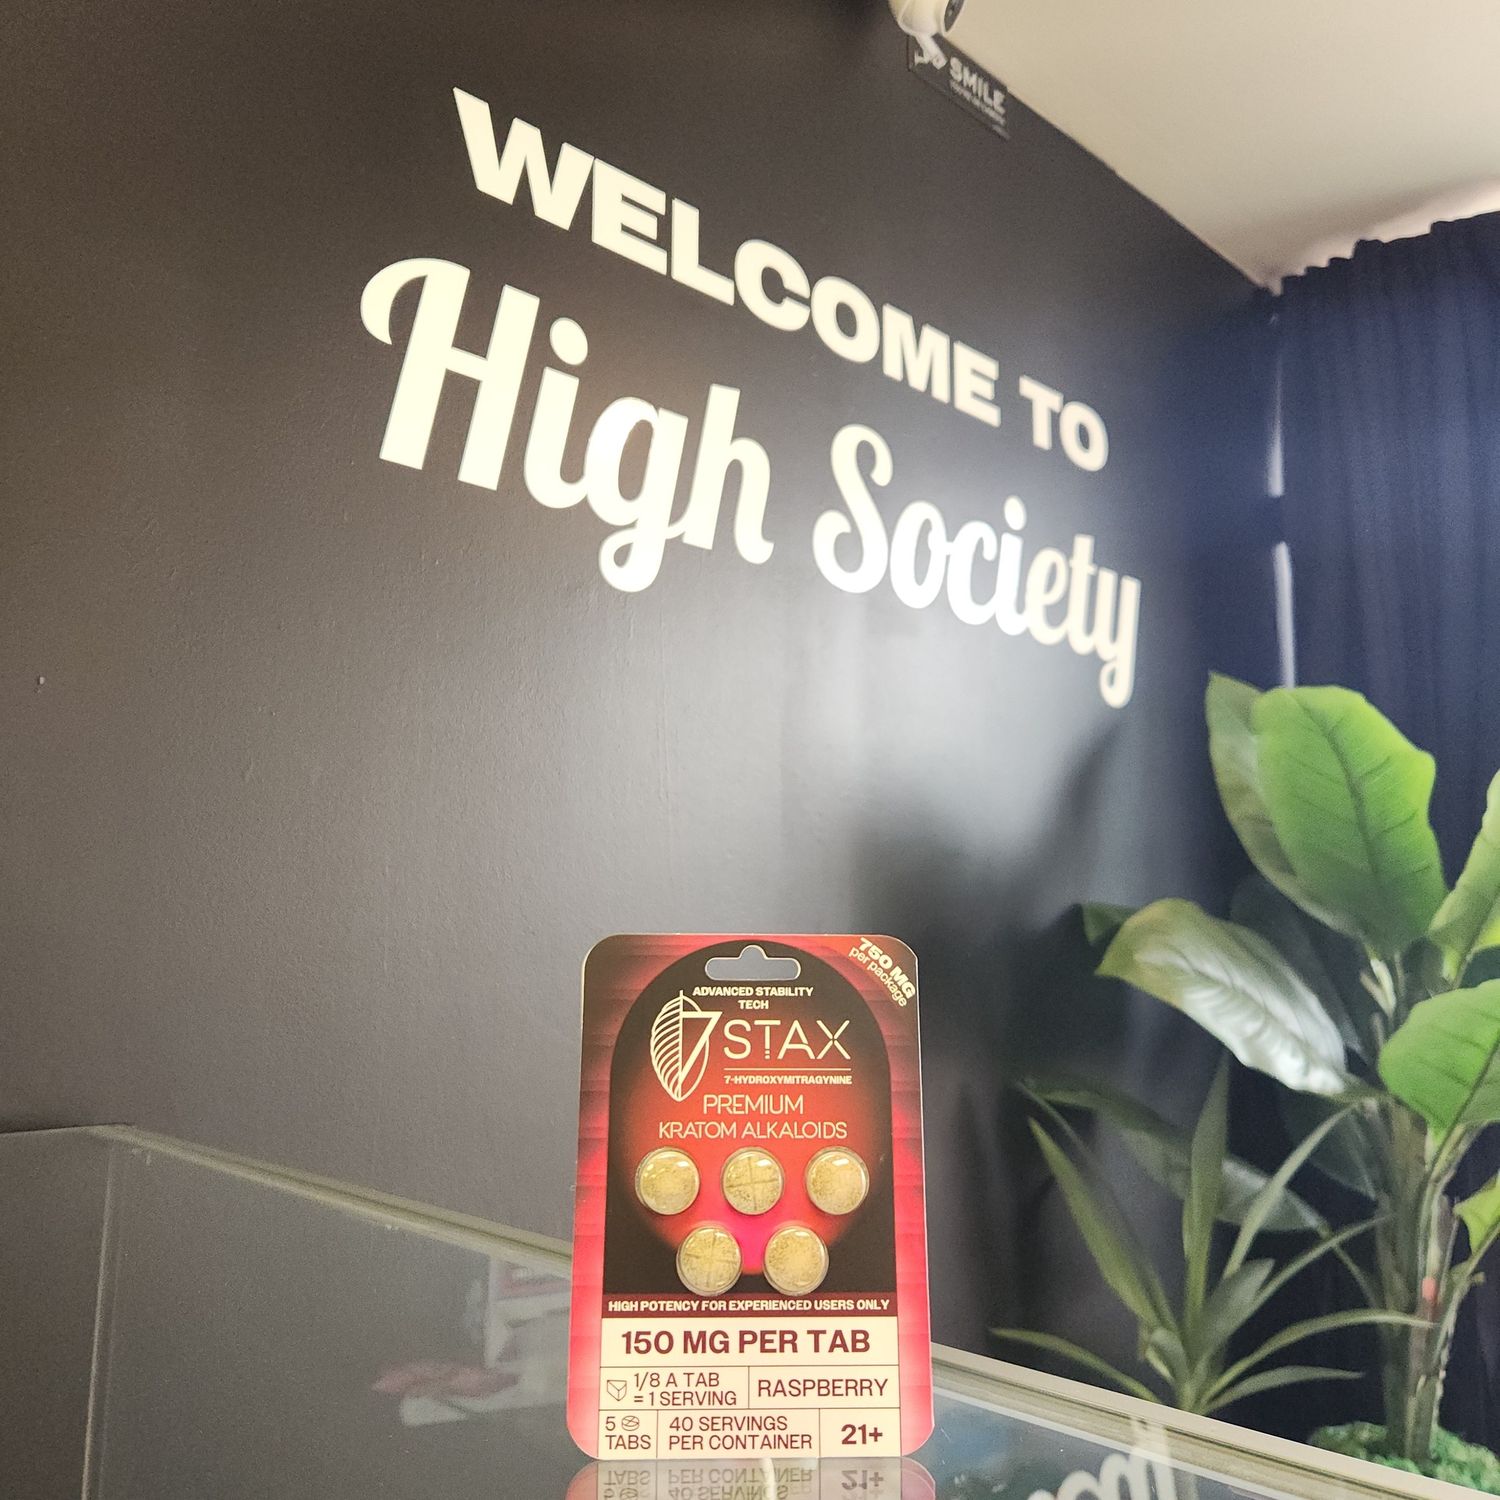 SMILE
WELCOME TO
High Society
750 MG
per package
ADVANCED STABILITY
TECH
7 STAX
7-HYDROXYMITRAGYNINE
PREMIUM
KRATOM ALKALOIDS
HIGH POTENCY FOR EXPERIENCED USERS ONLY
150 MG PER TAB
1/8 A TAB
= 1 SERVING
RASPBERRY
5
TABS
40 SERVINGS
PER CONTAINER
21+